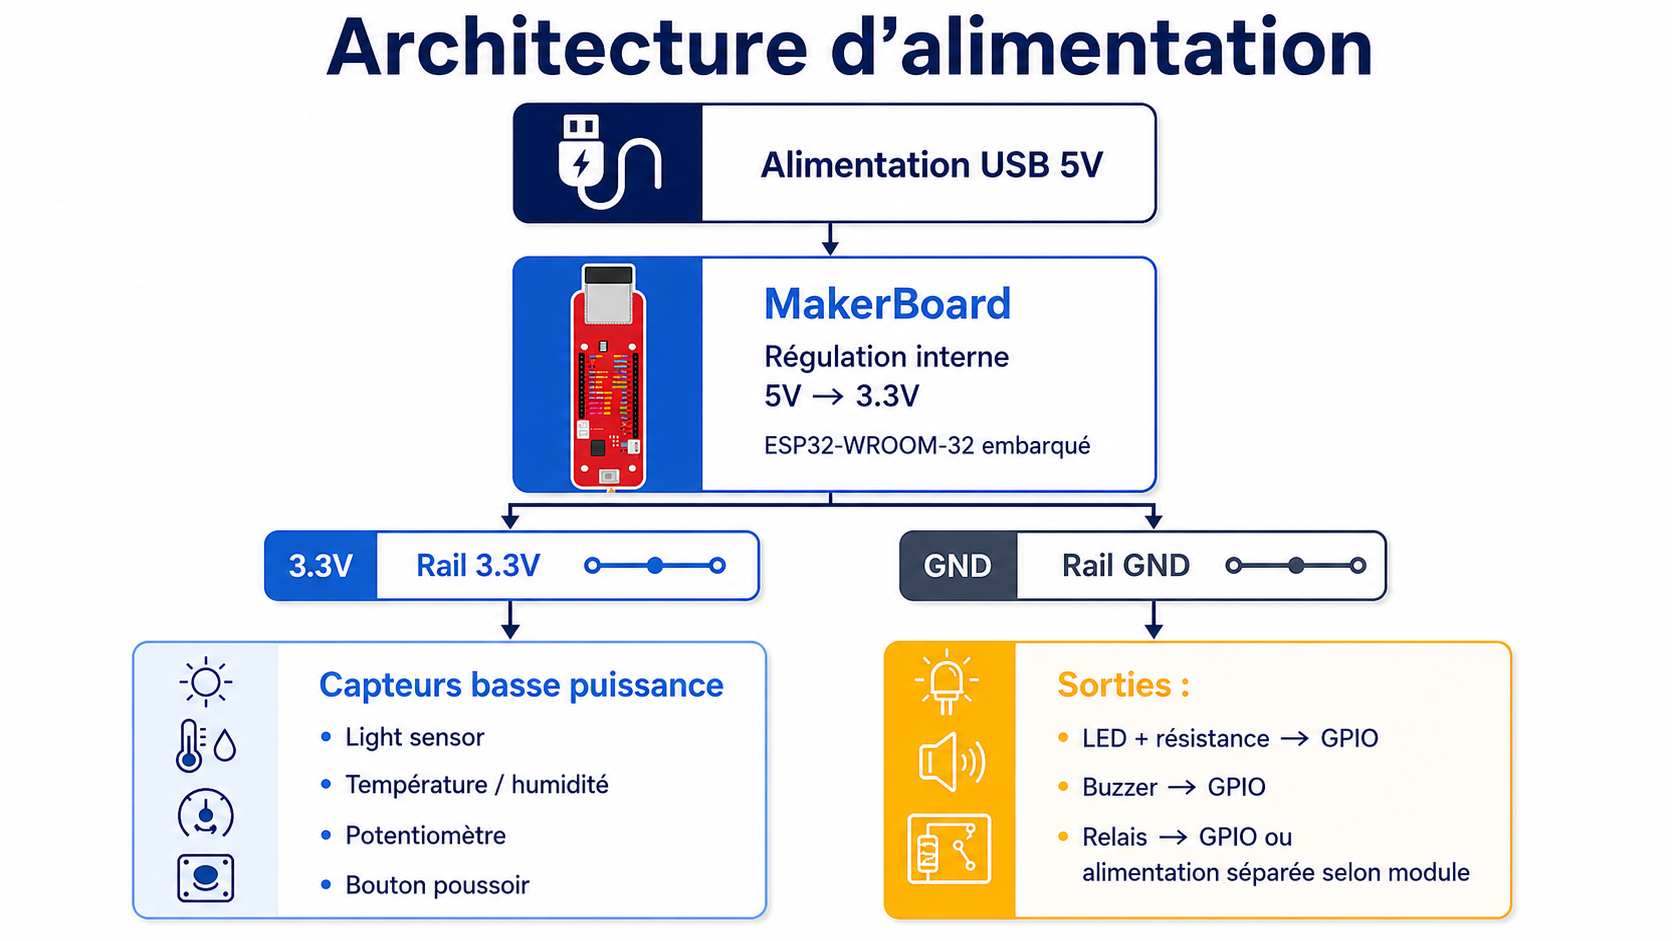 Architecture d’alimentation
Alimentation USB 5V
MakerBoard
Régulation interne
5V → 3.3V
ESP32-WROOM-32 embarqué
3.3V
Rail 3.3V
GND
Rail GND
Capteurs basse puissance
• Light sensor
• Température / humidité
• Potentiomètre
• Bouton poussoir
Sorties :
• LED + résistance → GPIO
• Buzzer → GPIO
• Relais → GPIO ou
alimentation séparée selon module